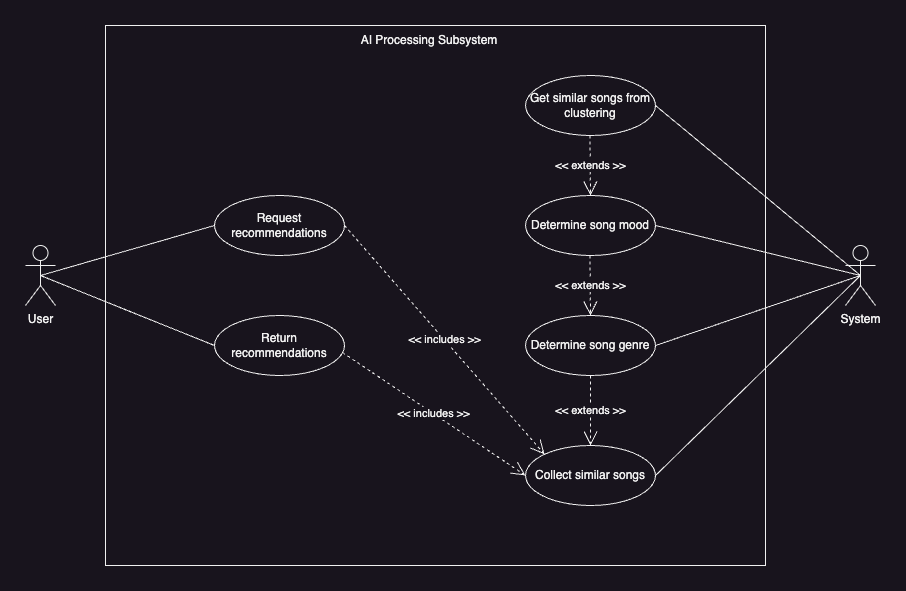 AI Processing Subsystem
Get similar songs from
clustering
<< extends >>
Request
recommendations
Determine song mood
<< extends >>
User
System
Return
recommendations
<< includes >>
Determine song genre
<< includes >>
<< extends >>
Collect similar songs